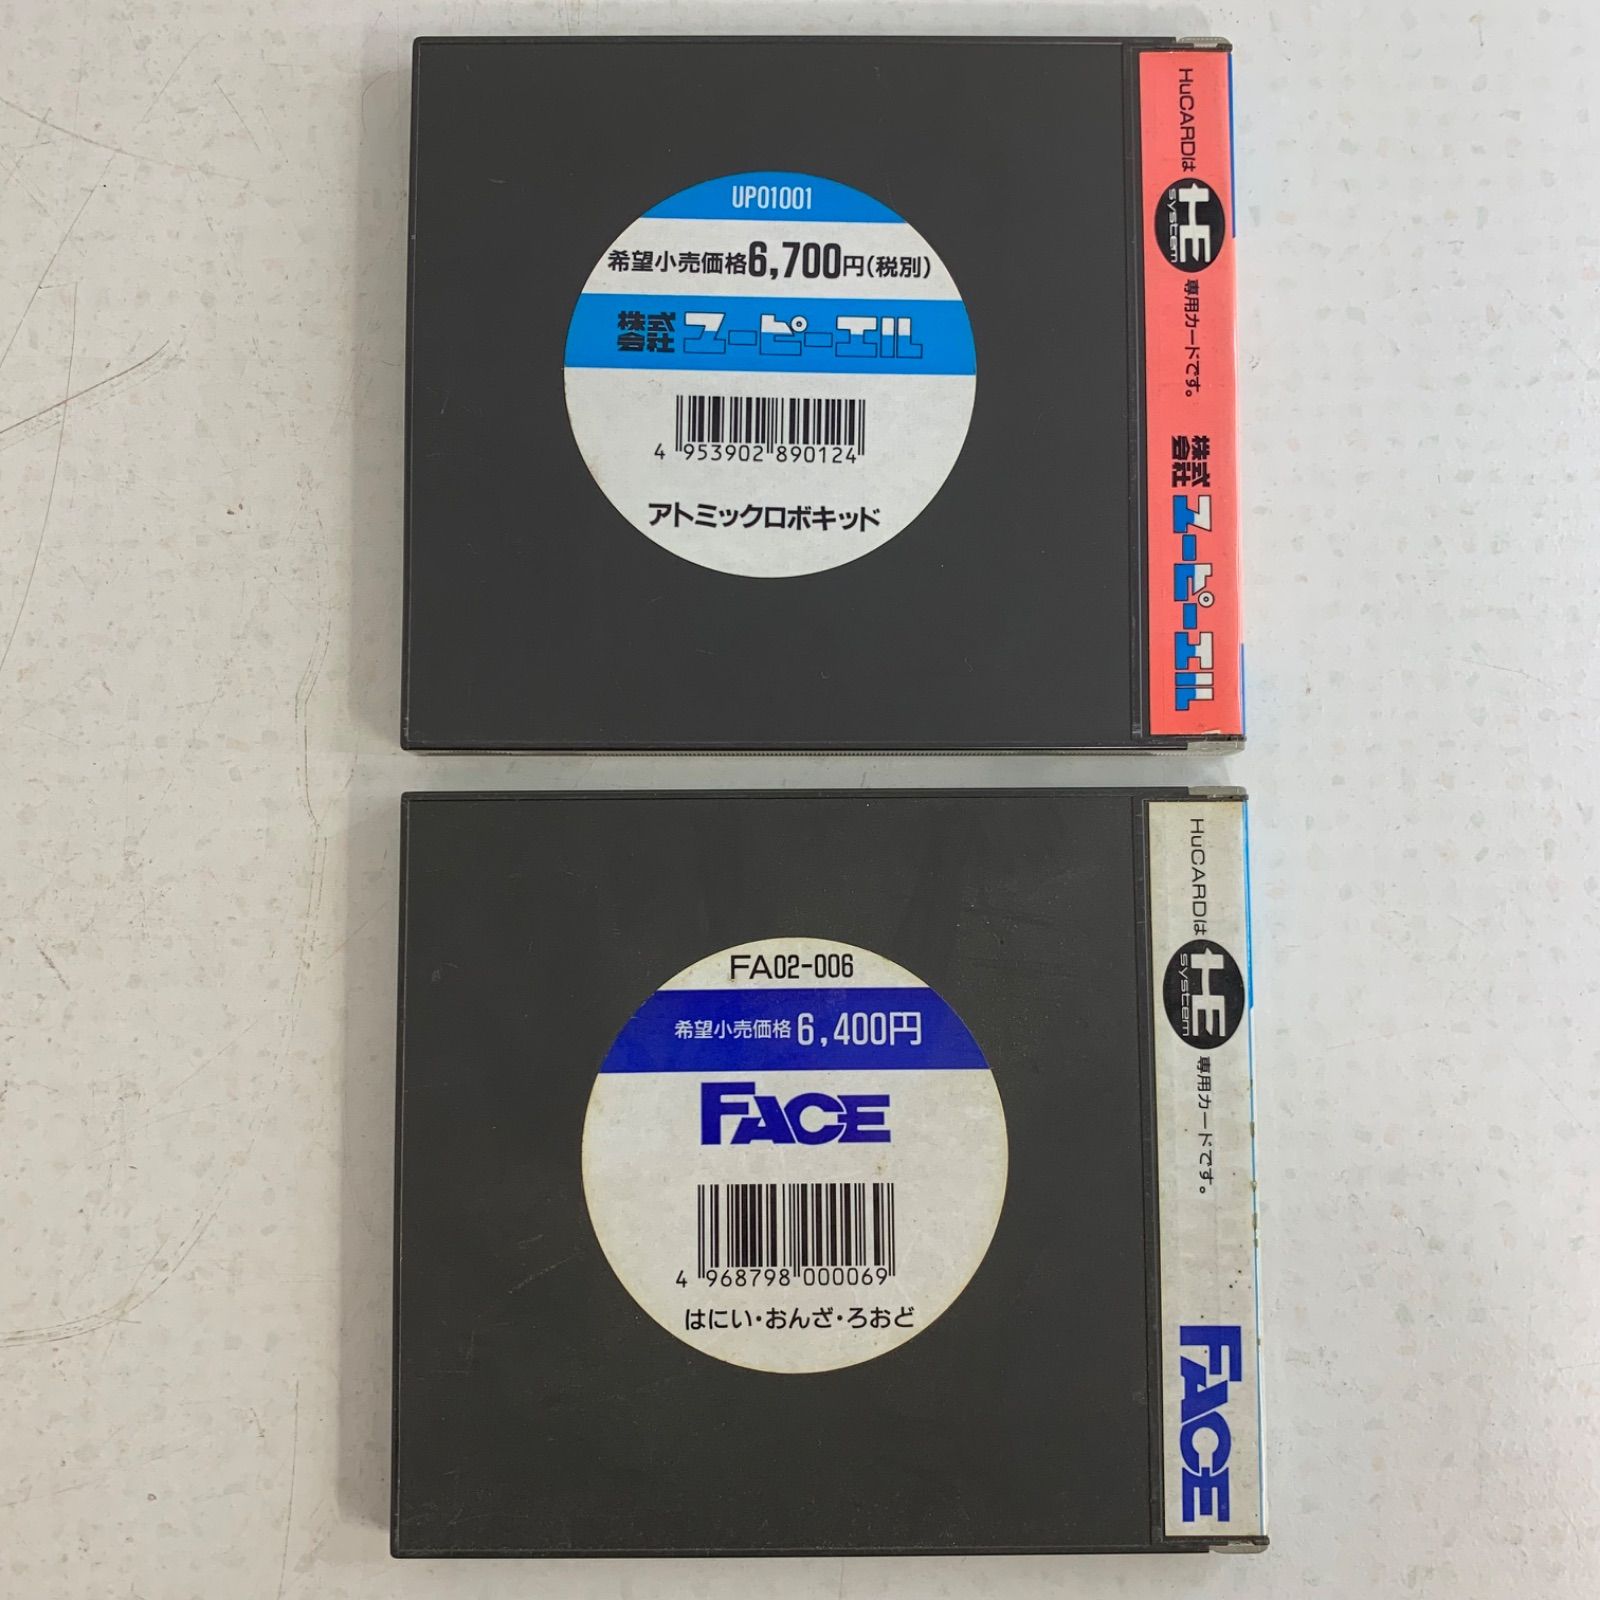 UP01001
希望小売価格6,700円(税別)
株式会社 ユーピーエル
4 953902 890124
アトミックロボキッド
HuCARDは HE system 専用カードです。
株式会社 ユーピーエル
FA02-006
希望小売価格 6,400円
FACE
4 968798 000069
はにい・おんざ・ろおど
HuCARDは HE system 専用カードです。
FACE